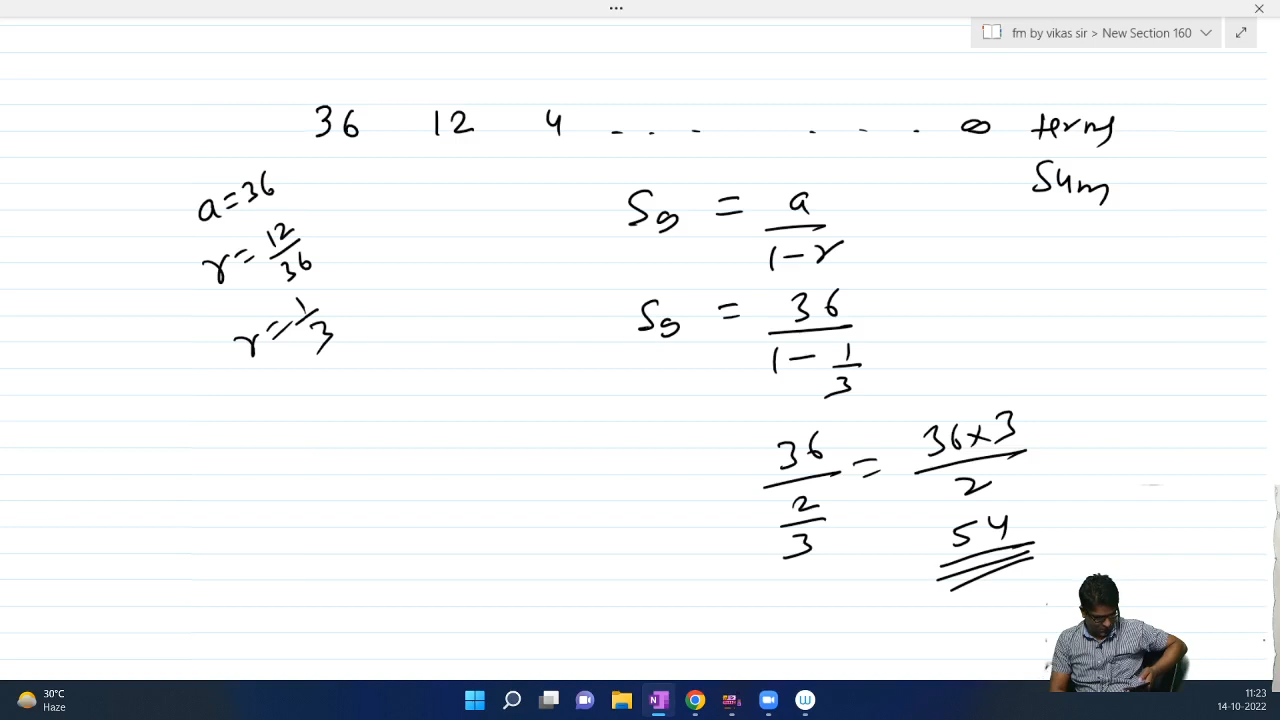 ...
fm by vikas sir > New Section 160
36 12 4 - . - . - . ∞ terms
Sum
a=36
r=12/36
r=1/3
S∞ = a/(1-r)
S∞ = 36/(1-1/3)
36/(2/3) = 36×3/2
54
30°C
Haze
W
11:23
14-10-2022